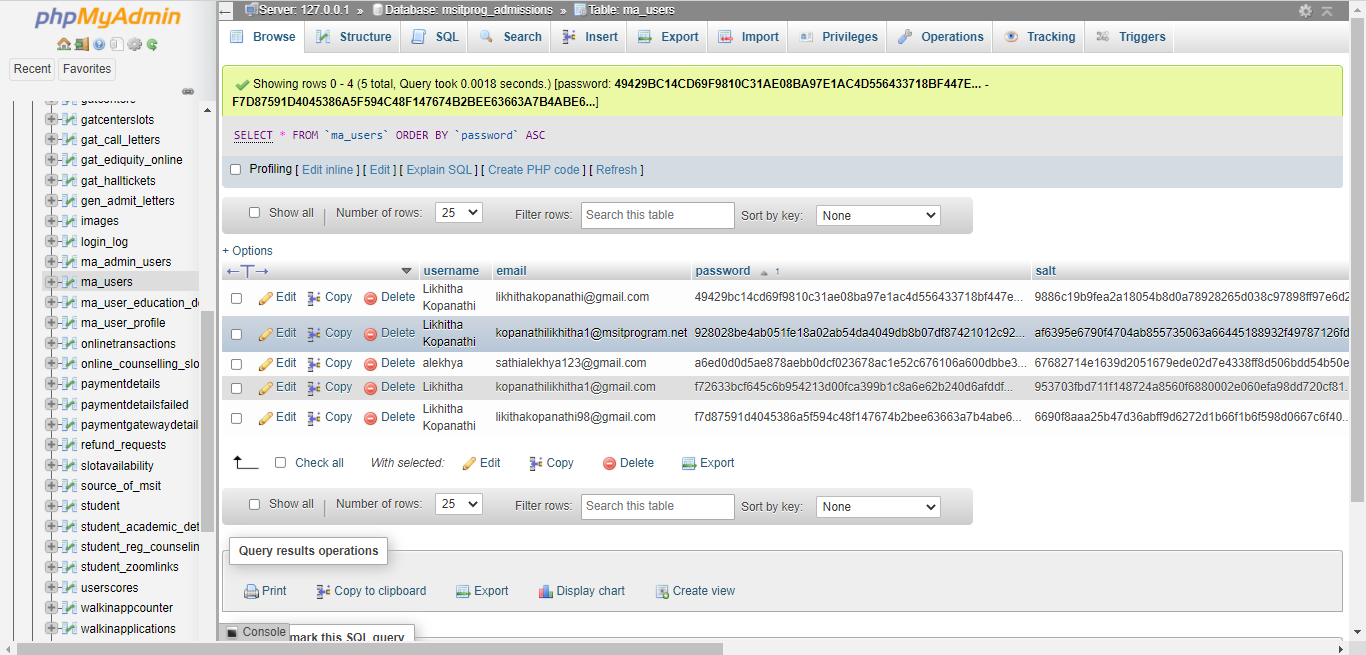 phpMyAdmin
Recent Favorites
gatcenterslots
gat_call_letters
gat_ediquity_online
gat_halltickets
gen_admit_letters
images
login_log
ma_admin_users
ma_users
ma_user_education_d
ma_user_profile
onlinetransactions
online_counselling_slo
paymentdetails
paymentdetailsfailed
paymentgatewaydetail
refund_requests
slotavailability
source_of_msit
student
student_academic_det
student_reg_counselin
student_zoomlinks
userscores
walkinappcounter
walkinapplications
Server: 127.0.0.1 » Database: msitprog_admissions » Table: ma_users
Browse Structure SQL Search Insert Export Import Privileges Operations Tracking Triggers
Showing rows 0 - 4 (5 total, Query took 0.0018 seconds.) [password: 49429BC14CD69F9810C31AE08BA97E1AC4D556433718BF447E... -
F7D87591D4045386A5F594C48F147674B2BEE63663A7B4ABE6...]
SELECT * FROM `ma_users` ORDER BY `password` ASC
Profiling [ Edit inline ] [ Edit ] [ Explain SQL ] [ Create PHP code ] [ Refresh ]
Show all Number of rows: 25 Filter rows: Search this table Sort by key: None
+ Options
←T→ username email password 1 salt
Edit Copy Delete Likhitha Kopanathi likhithakopanathi@gmail.com 49429bc14cd69f9810c31ae08ba97e1ac4d556433718bf447e... 9886c19b9fea2a18054b8d0a78928265d038c97898ff97e6d2
Edit Copy Delete Likhitha Kopanathi kopanathilikhitha1@msitprogram.net 928028be4ab051fe18a02ab54da4049db8b07df87421012c92... af6395e6790f4704ab855735063a66445188932f49787126fd
Edit Copy Delete alekhya sathialekhya123@gmail.com a6ed0d0d5ae878aebb0dcf023678ac1e52c676106a600dbbe3... 67682714e1639d2051679ede02d7e4338ff8d506bdd54b50e
Edit Copy Delete Likhitha Kopanathi kopanathilikhitha1@gmail.com f72633bcf645c6b954213d00fca399b1c8a6e62b240d6afddf... 953703fbd711f148724a8560f6880002e060efa98dd720cf81.
Edit Copy Delete Likhitha Kopanathi likithakopanathi98@gmail.com f7d87591d4045386a5f594c48f147674b2bee63663a7b4abe6... 6690f8aaa25b47d36abff9d6272d1b66f1b6f598d0667c6f40..
Check all With selected: Edit Copy Delete Export
Show all Number of rows: 25 Filter rows: Search this table Sort by key: None
Query results operations
Print Copy to clipboard Export Display chart Create view
Console
mark this SQL query